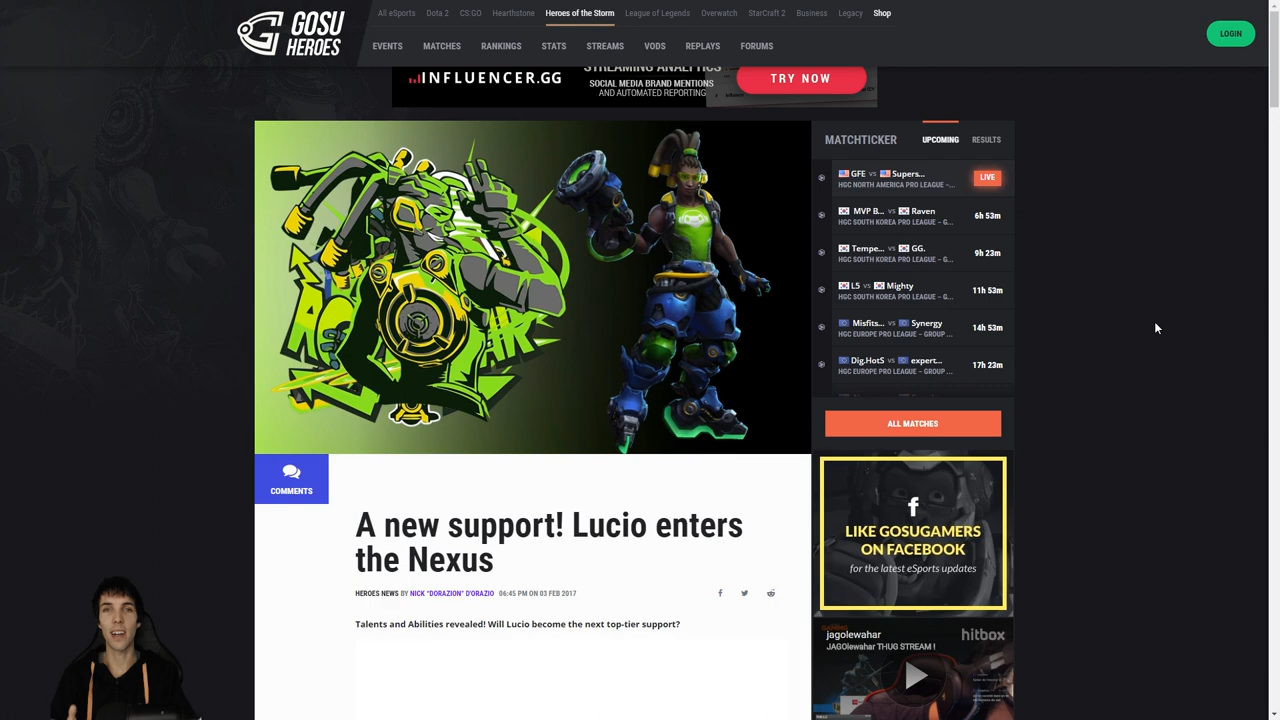 GOSU
HEROES
All eSports Dota 2 CS:GO Hearthstone Heroes of the Storm League of Legends Overwatch StarCraft 2 Business Legacy Shop
EVENTS MATCHES RANKINGS STATS STREAMS VODS REPLAYS FORUMS
LOGIN
INFLUENCER.GG
STREAMING ANALYTICS
SOCIAL MEDIA BRAND MENTIONS
AND AUTOMATED REPORTING
TRY NOW
MATCHTICKER UPCOMING RESULTS
GFE vs Supers...
HGC NORTH AMERICA PRO LEAGUE –...
LIVE
MVP B... vs Raven
HGC SOUTH KOREA PRO LEAGUE – G...
6h 53m
Tempe... vs GG.
HGC SOUTH KOREA PRO LEAGUE – G...
9h 23m
L5 vs Mighty
HGC SOUTH KOREA PRO LEAGUE – G...
11h 53m
Misfits... vs Synergy
HGC EUROPE PRO LEAGUE – GROUP ...
14h 53m
Dig.HotS vs expert...
HGC EUROPE PRO LEAGUE – GROUP ...
17h 23m
ALL MATCHES
COMMENTS
A new support! Lucio enters
the Nexus
HEROES NEWS BY NICK "DORAZION" D'ORAZIO 06:45 PM ON 03 FEB 2017
Talents and Abilities revealed! Will Lucio become the next top-tier support?
LIKE GOSUGAMERS
ON FACEBOOK
for the latest eSports updates
jagolewahar
hitbox
JAGOlewahar THUG STREAM !